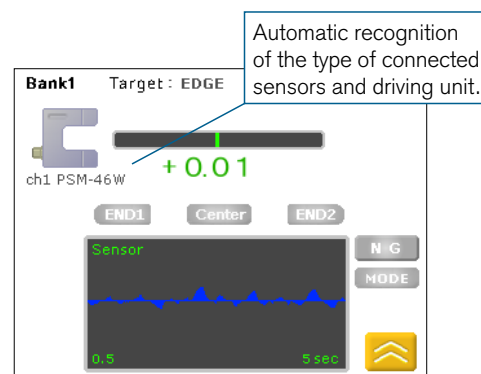 Automatic recognition
of the type of connected
sensors and driving unit.
Bank1 Target: EDGE
+0.01
ch1 PSM-46W
END1 Center END2
Sensor
N G
MODE
0.5 5 sec